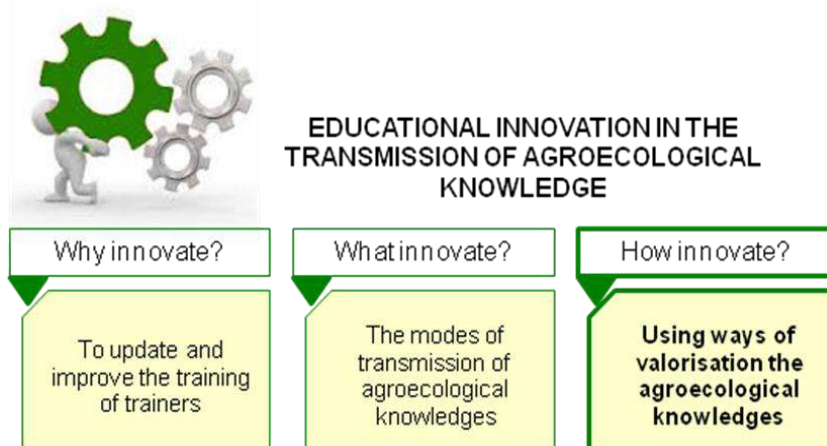 EDUCATIONAL INNOVATION IN THE
TRANSMISSION OF AGROECOLOGICAL
KNOWLEDGE
Why innovate?
To update and
improve the training
of trainers
What innovate?
The modes of
transmission of
agroecological
knowledges
How innovate?
Using ways of
valorisation the
agroecological
knowledges